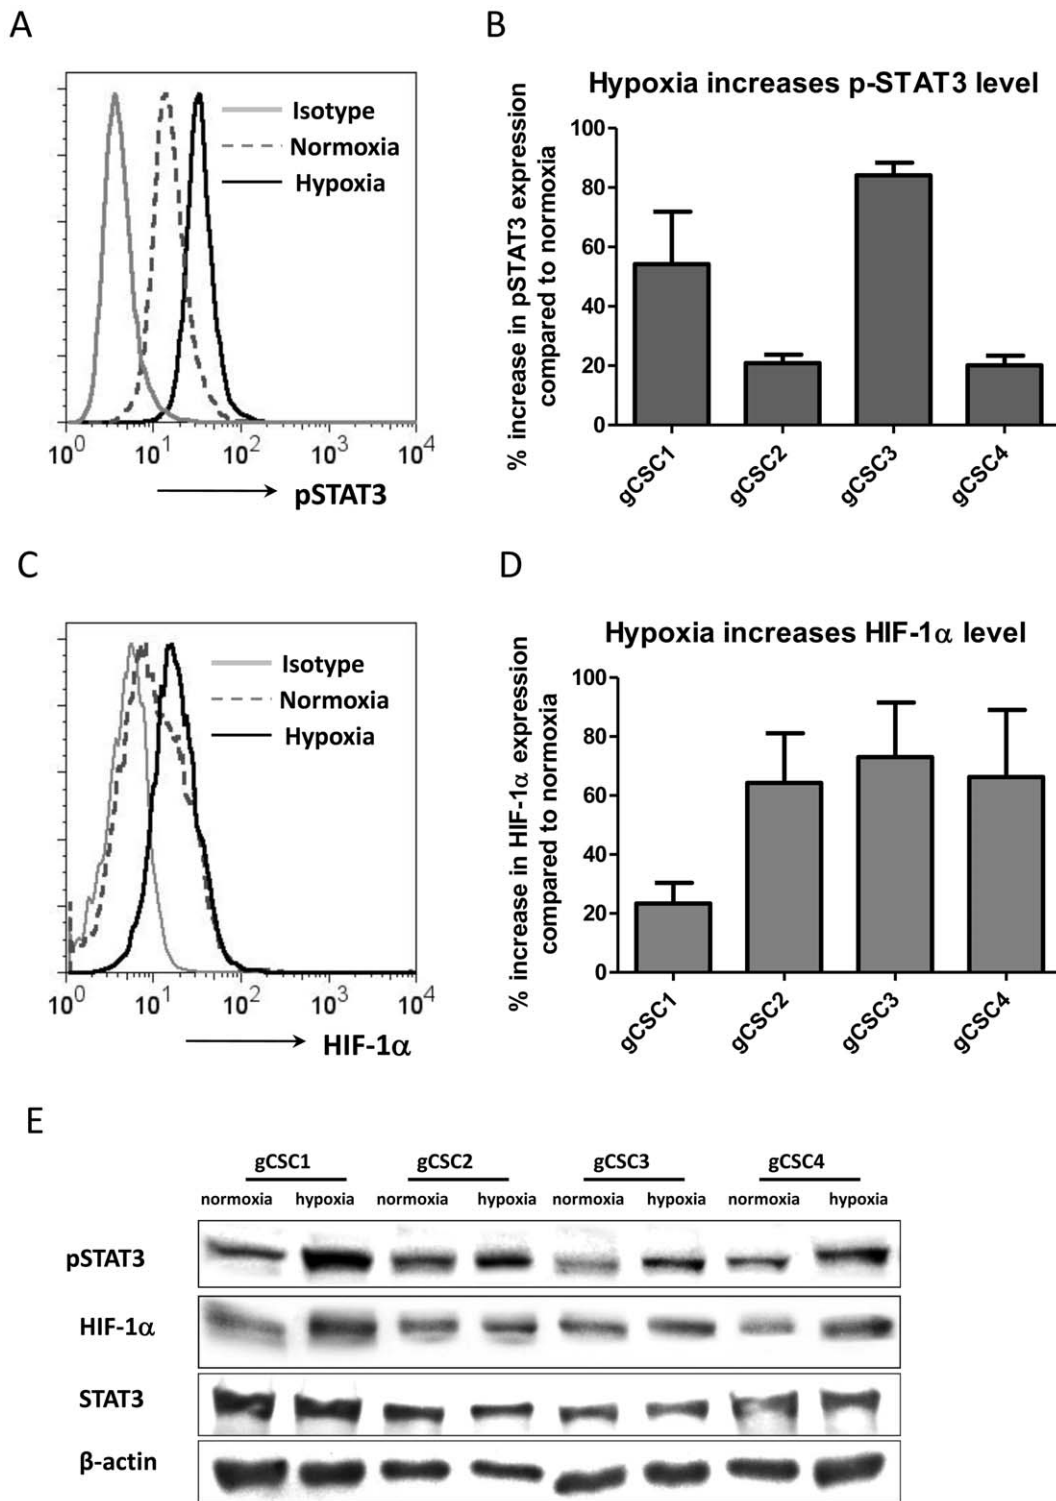 A
Isotype
Normoxia
Hypoxia
10⁰ 10¹ 10² 10³ 10⁴
pSTAT3
B
Hypoxia increases p-STAT3 level
% increase in pSTAT3 expression
compared to normoxia
100
80
60
40
20
0
gCSC1 gCSC2 gCSC3 gCSC4
C
Isotype
Normoxia
Hypoxia
10⁰ 10¹ 10² 10³ 10⁴
HIF-1α
D
Hypoxia increases HIF-1α level
% increase in HIF-1α expression
compared to normoxia
100
80
60
40
20
0
gCSC1 gCSC2 gCSC3 gCSC4
E
gCSC1 gCSC2 gCSC3 gCSC4
normoxia hypoxia normoxia hypoxia normoxia hypoxia normoxia hypoxia
pSTAT3
HIF-1α
STAT3
β-actin